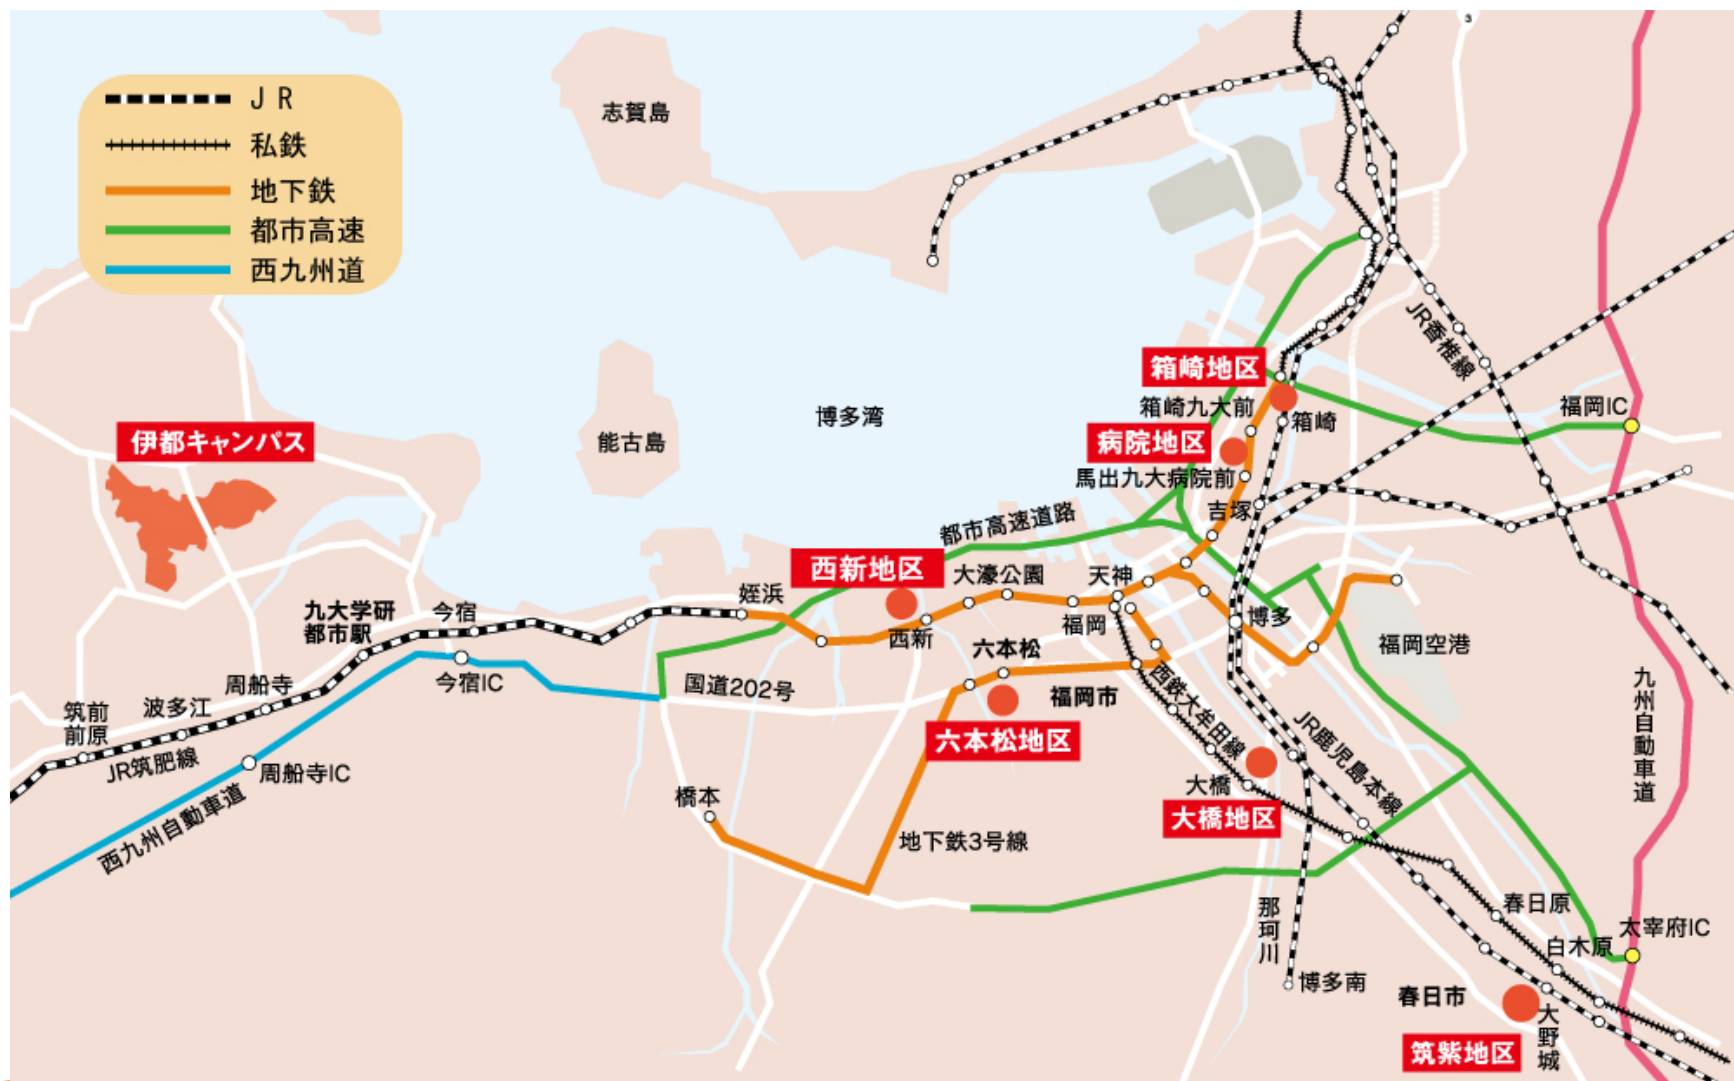 3
JR
私鉄
地下鉄
都市高速
西九州道
志賀島
能古島
博多湾
伊都キャンパス
箱崎地区
箱崎九大前
箱崎
病院地区
馬出九大病院前
吉塚
JR香椎線
福岡IC
都市高速道路
西新地区
西新
大濠公園
天神
福岡
博多
福岡空港
姪浜
今宿
九大学研
都市駅
周船寺
波多江
筑前
前原
JR筑肥線
今宿IC
周船寺IC
西九州自動車道
国道202号
六本松
福岡市
六本松地区
西鉄大牟田線
JR鹿児島本線
九州自動車道
橋本
地下鉄3号線
大橋
大橋地区
那珂川
博多南
春日原
白木原
太宰府IC
春日市
大野城
筑紫地区